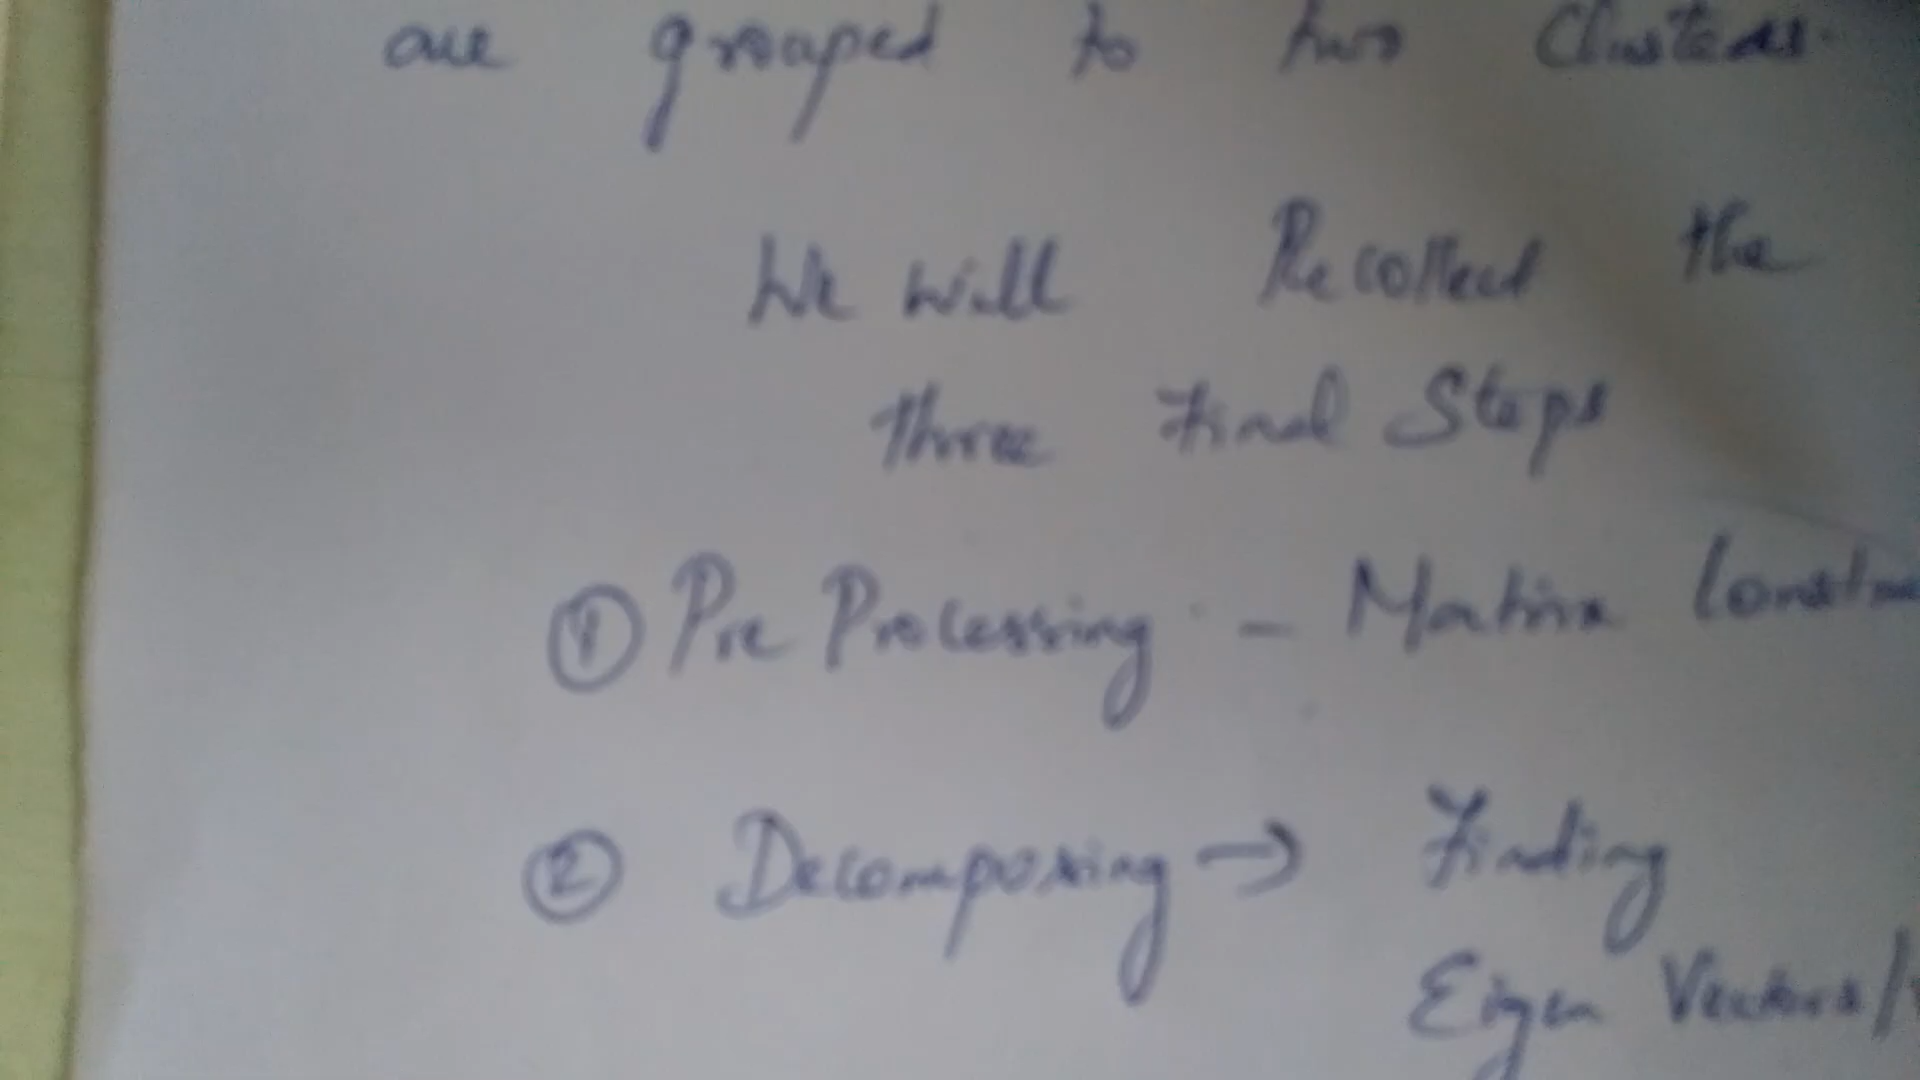 are grouped to two Clusters.
We will Recollect the
three Final Steps
① Pre Processing - Matrix
② Decomposing → Finding
Eigen Vectors/